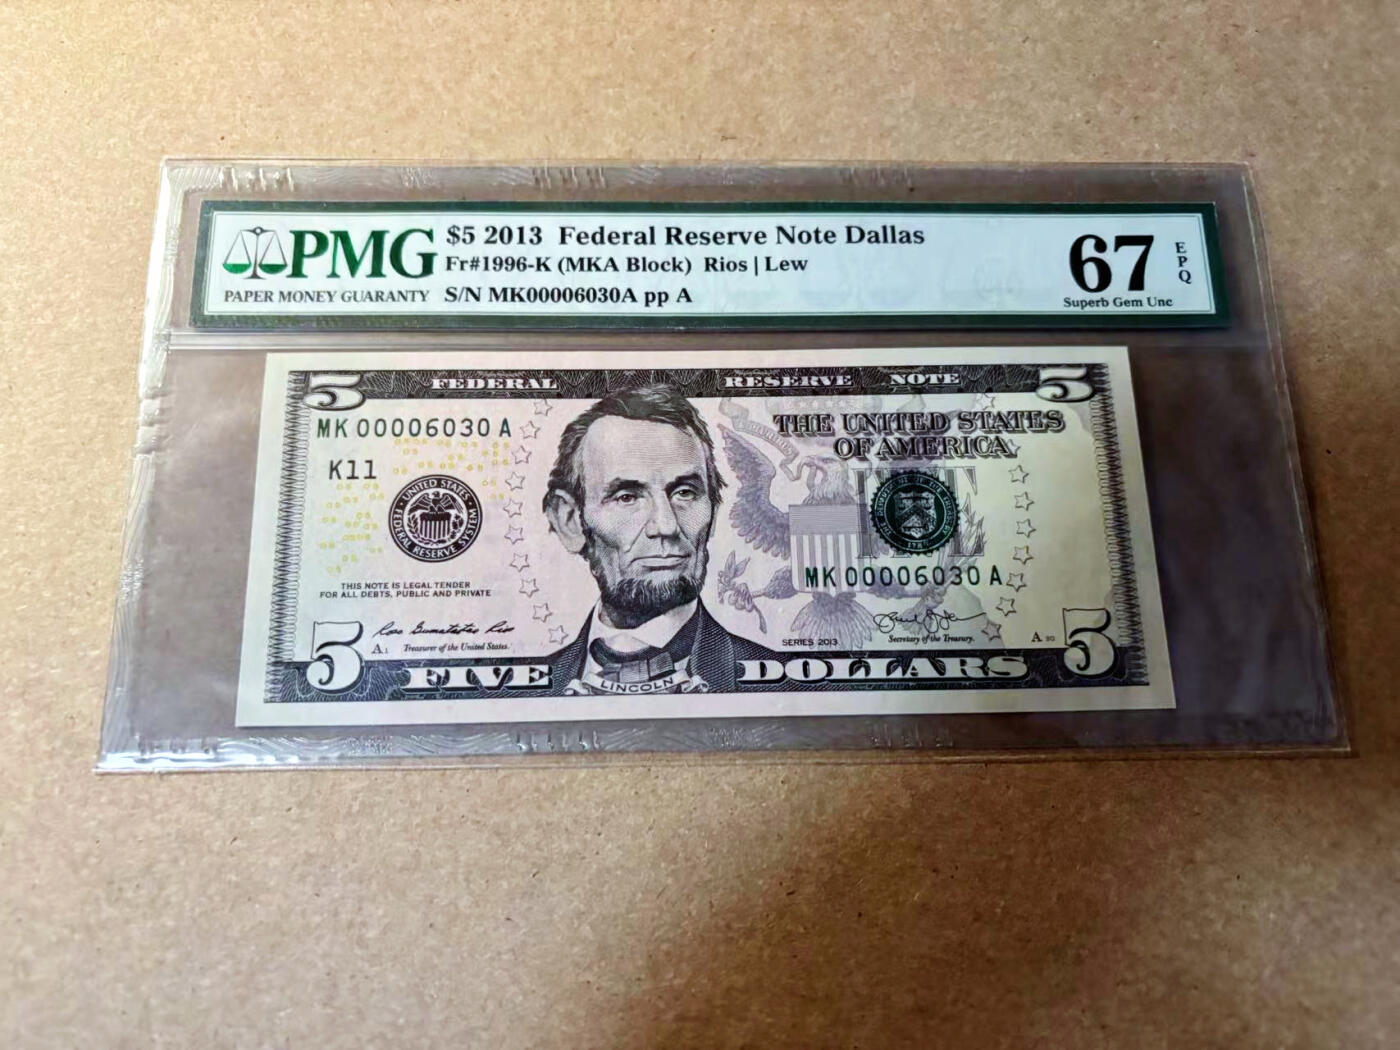 PMG
PAPER MONEY GUARANTY
$5 2013 Federal Reserve Note Dallas
Fr#1996-K (MKA Block) Rios | Lew
S/N MK00006030A pp A
67
EPQ
Superb Gem Unc
5 FEDERAL RESERVE NOTE 5
MK 00006030 A
THE UNITED STATES
OF AMERICA
K11
UNITED STATES
FEDERAL RESERVE SYSTEM
MK 00006030 A
THIS NOTE IS LEGAL TENDER
FOR ALL DEBTS, PUBLIC AND PRIVATE
SERIES 2013
A1
Treasurer of the United States.
Secretary of the Treasury.
A 90
5 FIVE
LINCOLN
DOLLARS 5